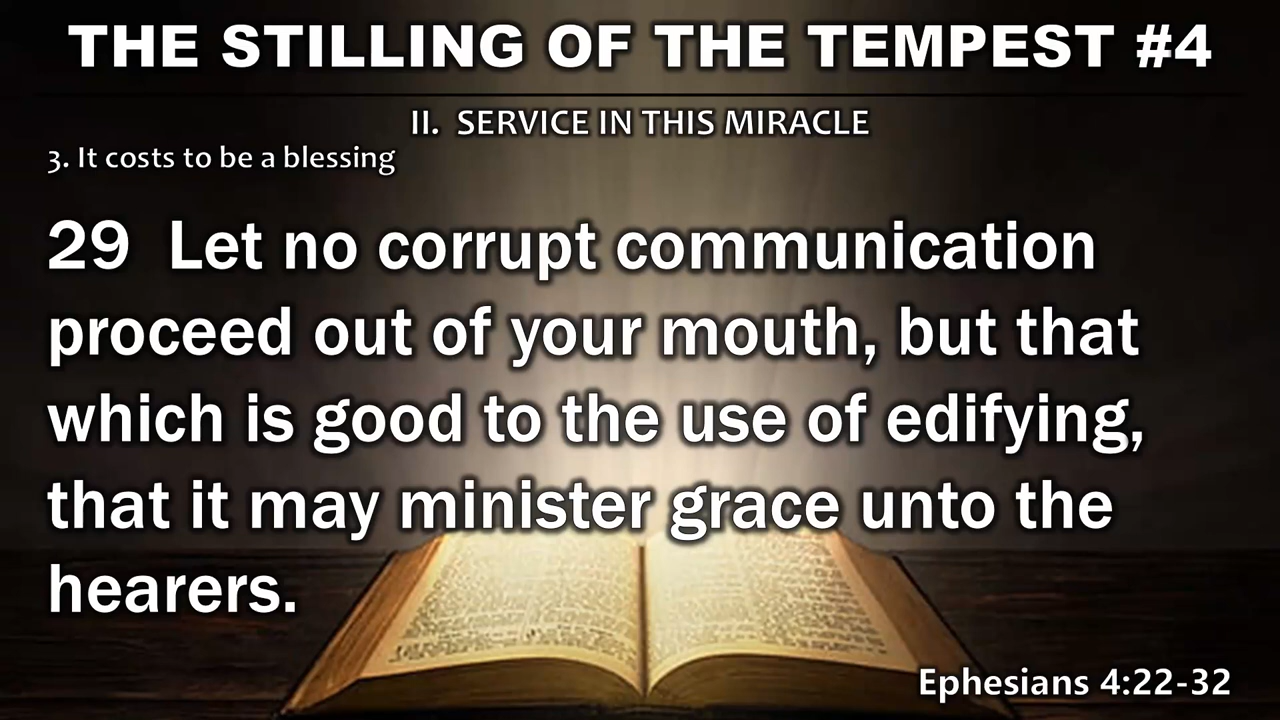 THE STILLING OF THE TEMPEST #4
II.  SERVICE IN THIS MIRACLE
3. It costs to be a blessing
29  Let no corrupt communication
proceed out of your mouth, but that
which is good to the use of edifying,
that it may minister grace unto the
hearers.
Ephesians 4:22-32